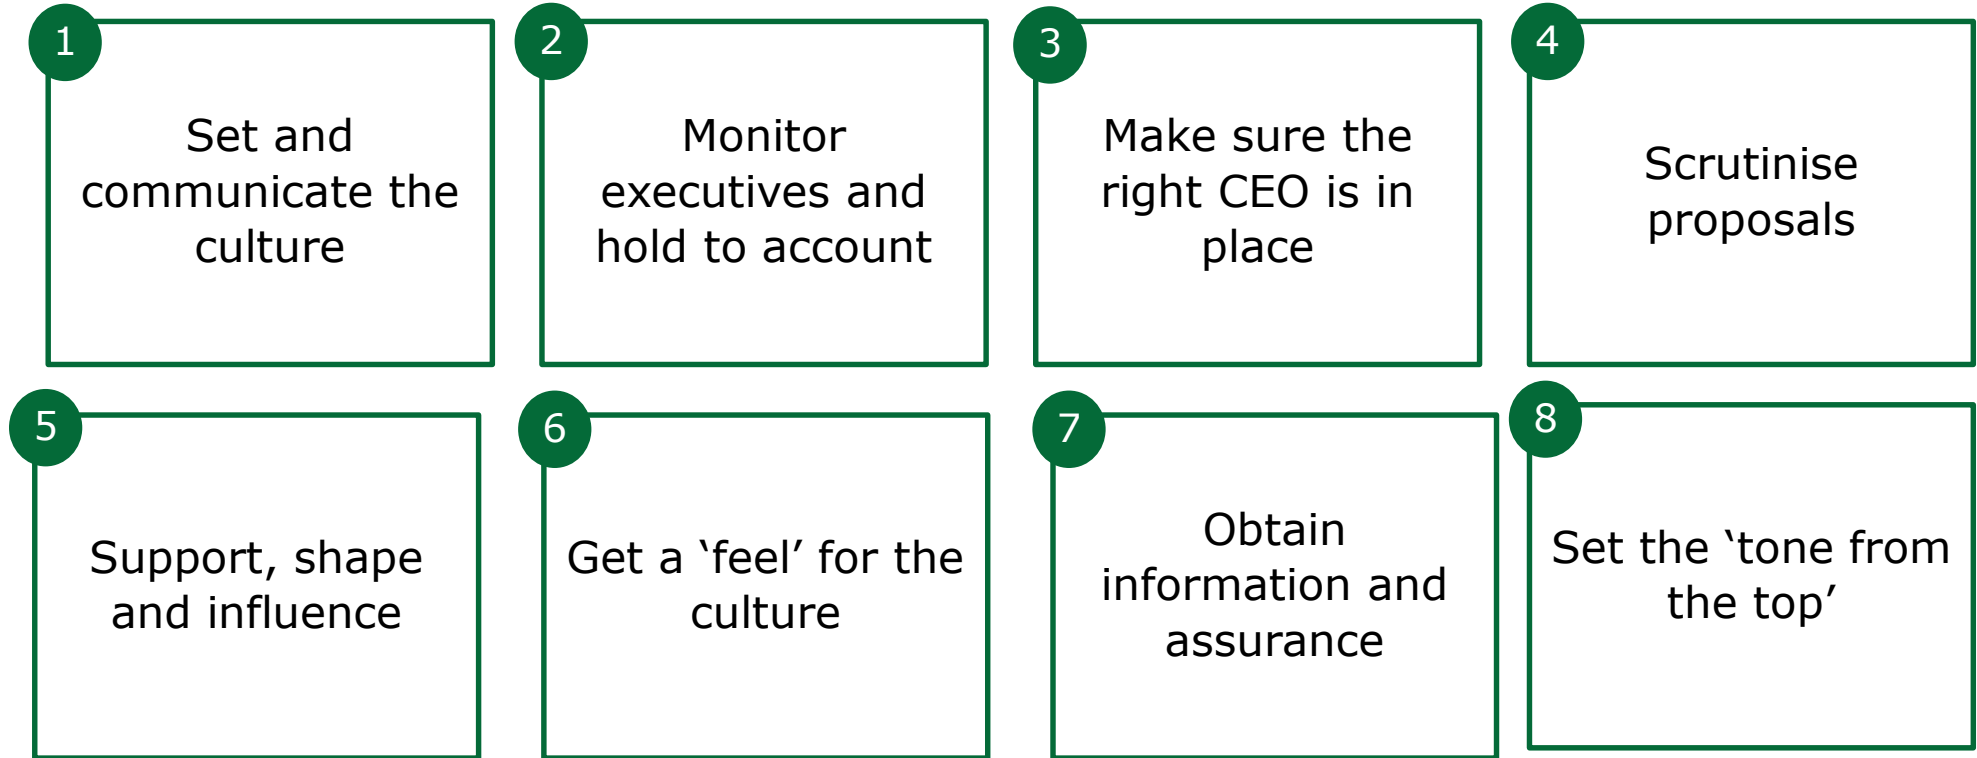 1
Set and
communicate the
culture
2
Monitor
executives and
hold to account
3
Make sure the
right CEO is in
place
4
Scrutinise
proposals
5
Support, shape
and influence
6
Get a ‘feel’ for the
culture
7
Obtain
information and
assurance
8
Set the ‘tone from
the top’